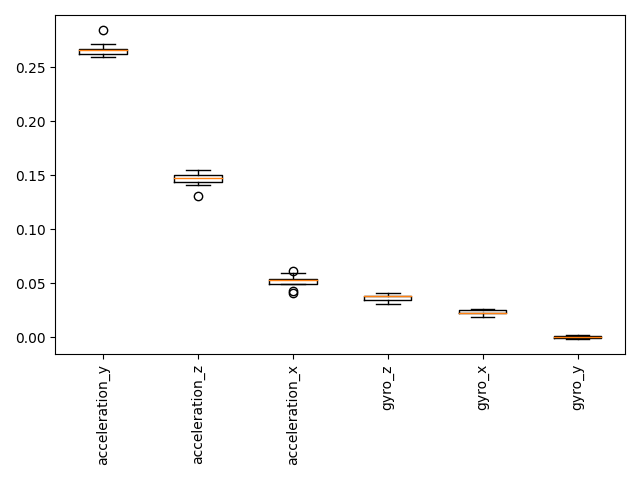 0.25
0.20
0.15
0.10
0.05
0.00
acceleration_y
acceleration_z
acceleration_x
gyro_z
gyro_x
gyro_y